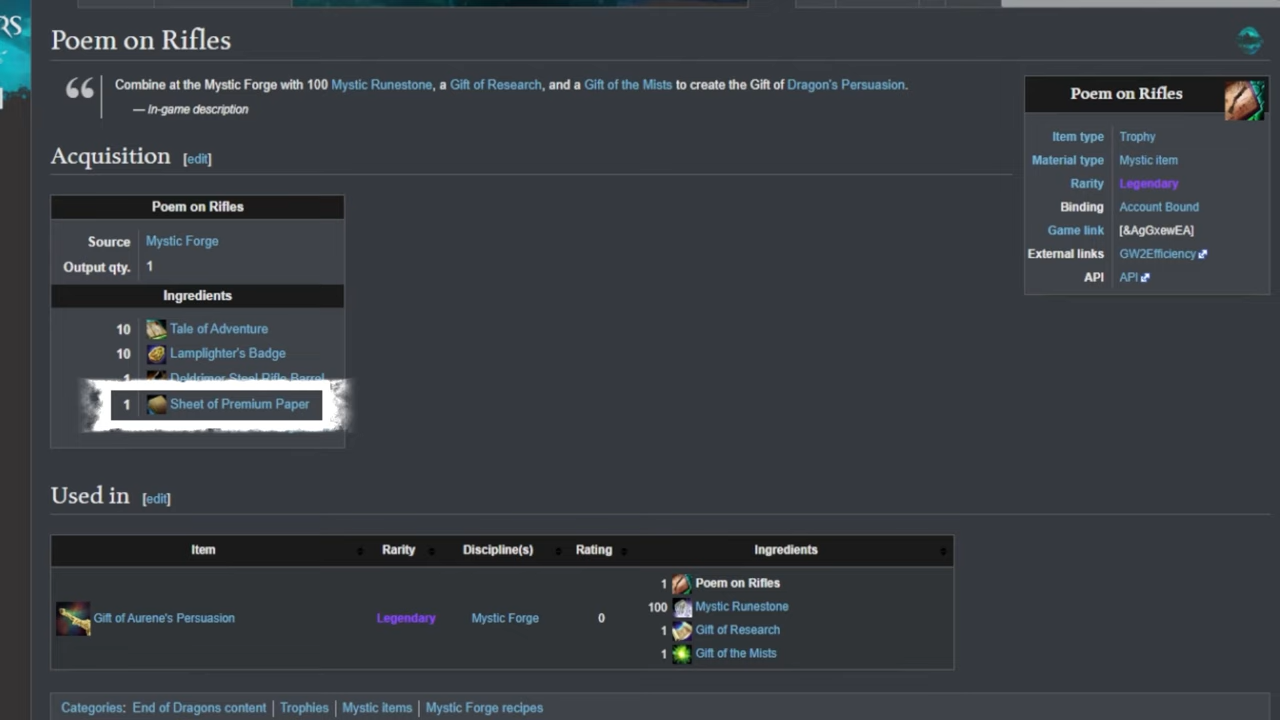 RS
Poem on Rifles
Combine at the Mystic Forge with 100 Mystic Runestone, a Gift of Research, and a Gift of the Mists to create the Gift of Dragon's Persuasion.
— In-game description
Poem on Rifles
Item type Trophy
Material type Mystic item
Rarity Legendary
Binding Account Bound
Game link [&AgGxewEA]
External links GW2Efficiency
API API
Acquisition [edit]
Poem on Rifles
Source Mystic Forge
Output qty. 1
Ingredients
10 Tale of Adventure
10 Lamplighter's Badge
1 Deldrimor Steel Rifle Barrel
1 Sheet of Premium Paper
Used in [edit]
Item Rarity Discipline(s) Rating Ingredients
Gift of Aurene's Persuasion Legendary Mystic Forge 0
1 Poem on Rifles
100 Mystic Runestone
1 Gift of Research
1 Gift of the Mists
Categories: End of Dragons content | Trophies | Mystic items | Mystic Forge recipes